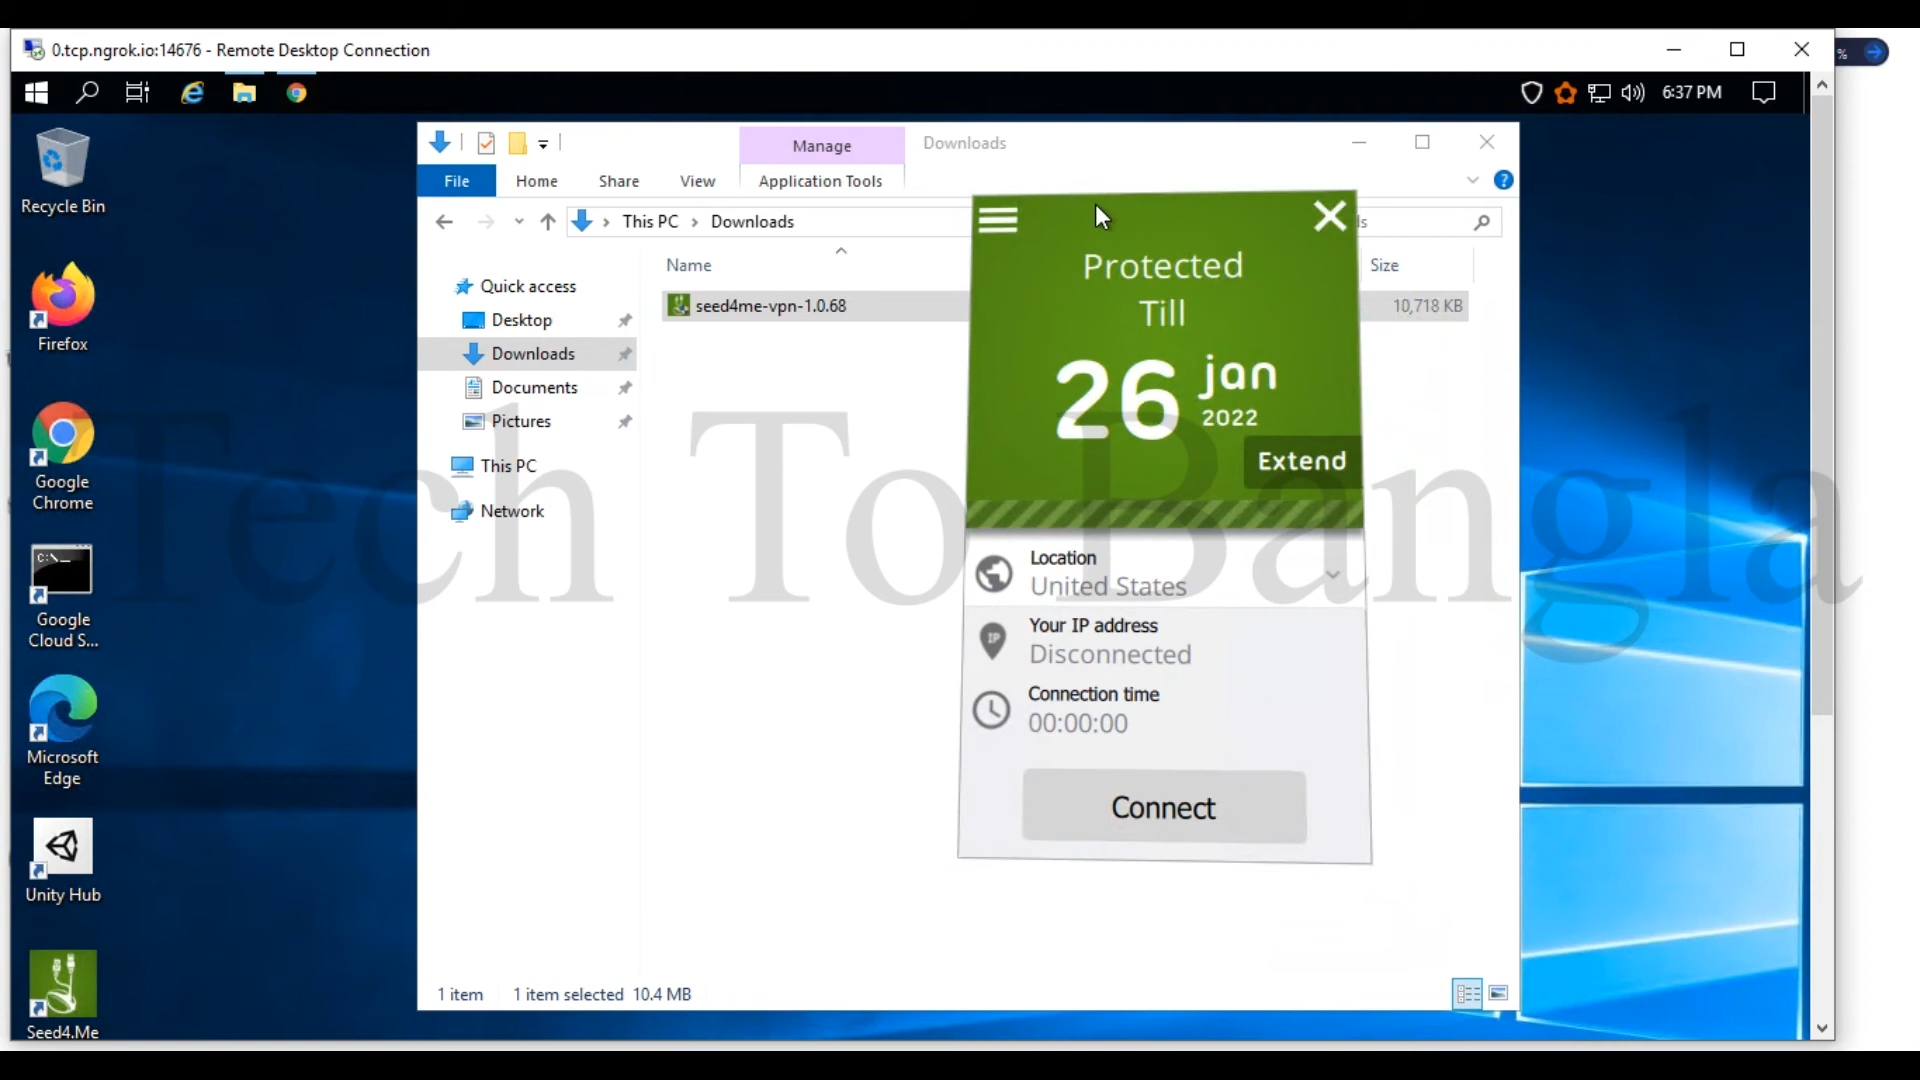 0.tcp.ngrok.io:14676 - Remote Desktop Connection
%
6:37 PM
Recycle Bin
Firefox
Google
Chrome
C:\_
Google
Cloud S...
Microsoft
Edge
Unity Hub
Seed4.Me
Manage
Downloads
File
Home
Share
View
Application Tools
?
This PC > Downloads
ls
Name
Size
Quick access
Desktop
Downloads
Documents
Pictures
This PC
Network
seed4me-vpn-1.0.68
10,718 KB
Protected
Till
26 jan
2022
Extend
Location
United States
IP
Your IP address
Disconnected
Connection time
00:00:00
Connect
1 item
1 item selected 10.4 MB
Tech To Bangla